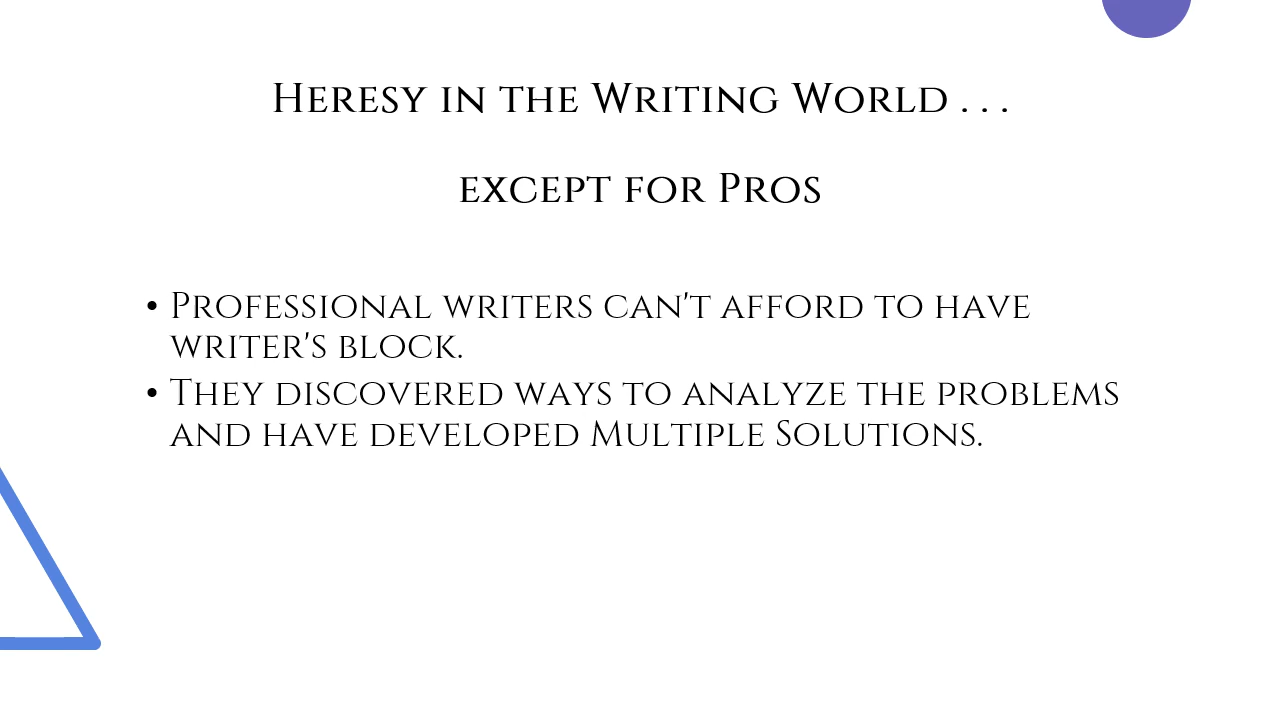 Heresy in the Writing World . . .
except for Pros
• Professional writers can't afford to have
writer's block.
• They discovered ways to analyze the problems
and have developed Multiple Solutions.